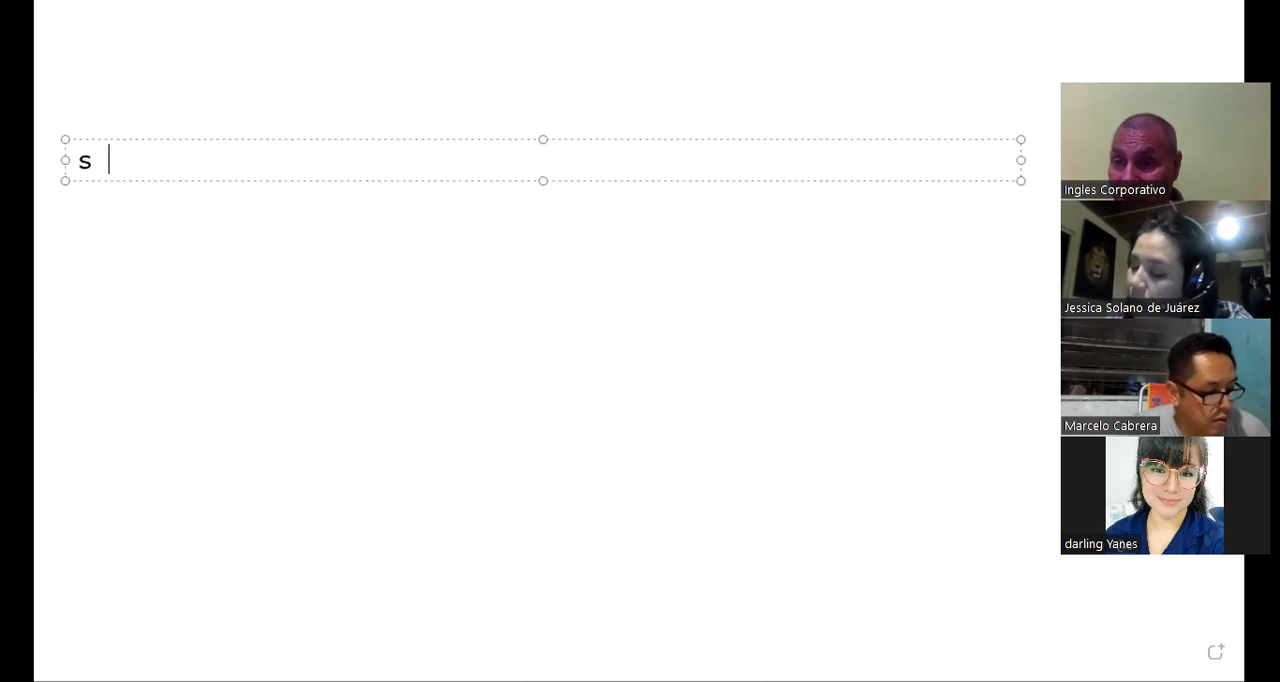 s
Ingles Corporativo
Jessica Solano de Juárez
Marcelo Cabrera
darling Yanes